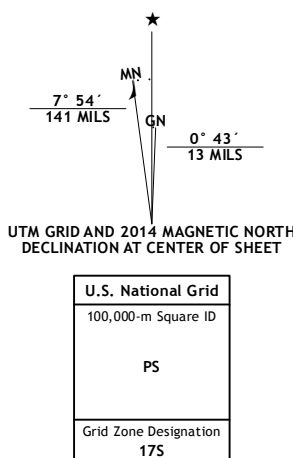 ★
MN
7° 54´
141 MILS
GN
0° 43´
13 MILS
UTM GRID AND 2014 MAGNETIC NORTH
DECLINATION AT CENTER OF SHEET
U.S. National Grid
100,000-m Square ID
PS
Grid Zone Designation
17S